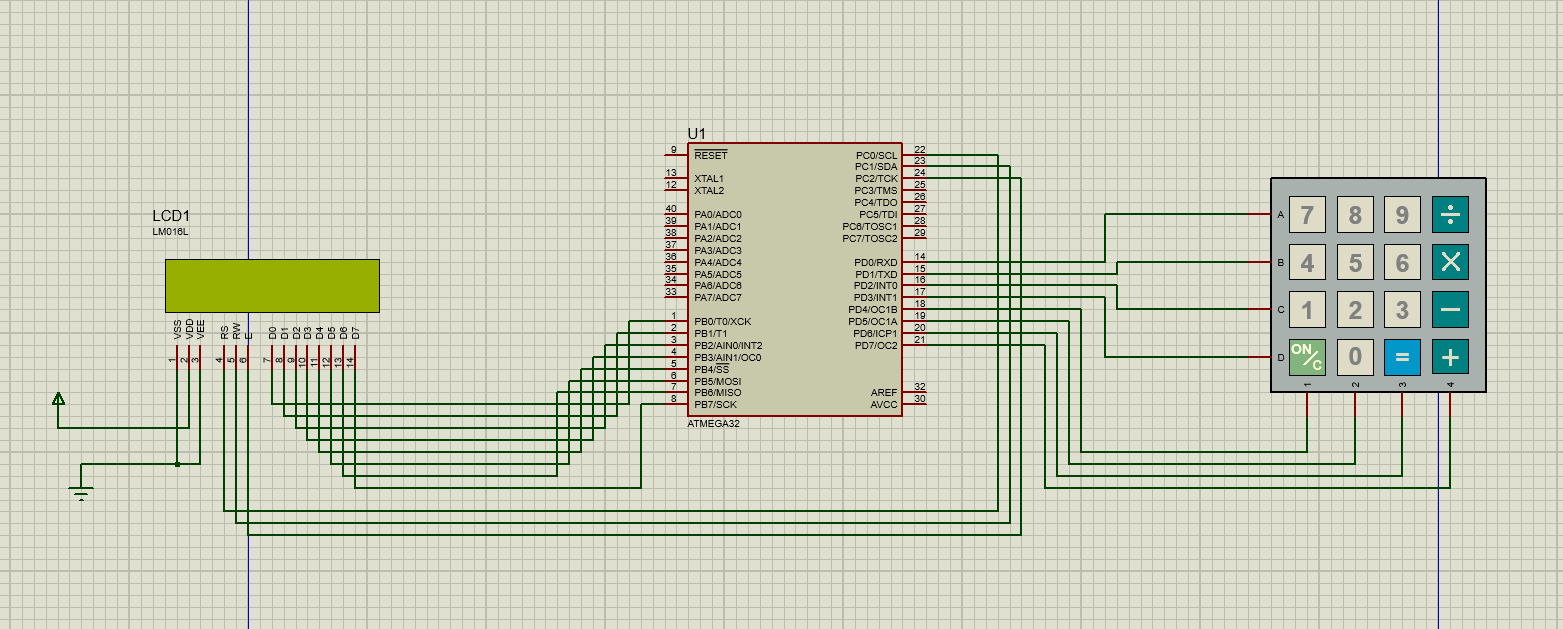 LCD1
LM016L
VSS
VDD
VEE
RS
RW
E
D0
D1
D2
D3
D4
D5
D6
D7
1
2
3
4
5
6
7
8
9
10
11
12
13
14
U1
9 RESET
13 XTAL1
12 XTAL2
40 PA0/ADC0
39 PA1/ADC1
38 PA2/ADC2
37 PA3/ADC3
36 PA4/ADC4
35 PA5/ADC5
34 PA6/ADC6
33 PA7/ADC7
1 PB0/T0/XCK
2 PB1/T1
3 PB2/AIN0/INT2
4 PB3/AIN1/OC0
5 PB4/SS
6 PB5/MOSI
7 PB6/MISO
8 PB7/SCK
PC0/SCL 22
PC1/SDA 23
PC2/TCK 24
PC3/TMS 25
PC4/TDO 26
PC5/TDI 27
PC6/TOSC1 28
PC7/TOSC2 29
PD0/RXD 14
PD1/TXD 15
PD2/INT0 16
PD3/INT1 17
PD4/OC1B 18
PD5/OC1A 19
PD6/ICP1 20
PD7/OC2 21
AREF 32
AVCC 30
ATMEGA32
A 7 8 9 ÷
B 4 5 6 ×
C 1 2 3 −
D ON/C 0 = +
1 2 3 4